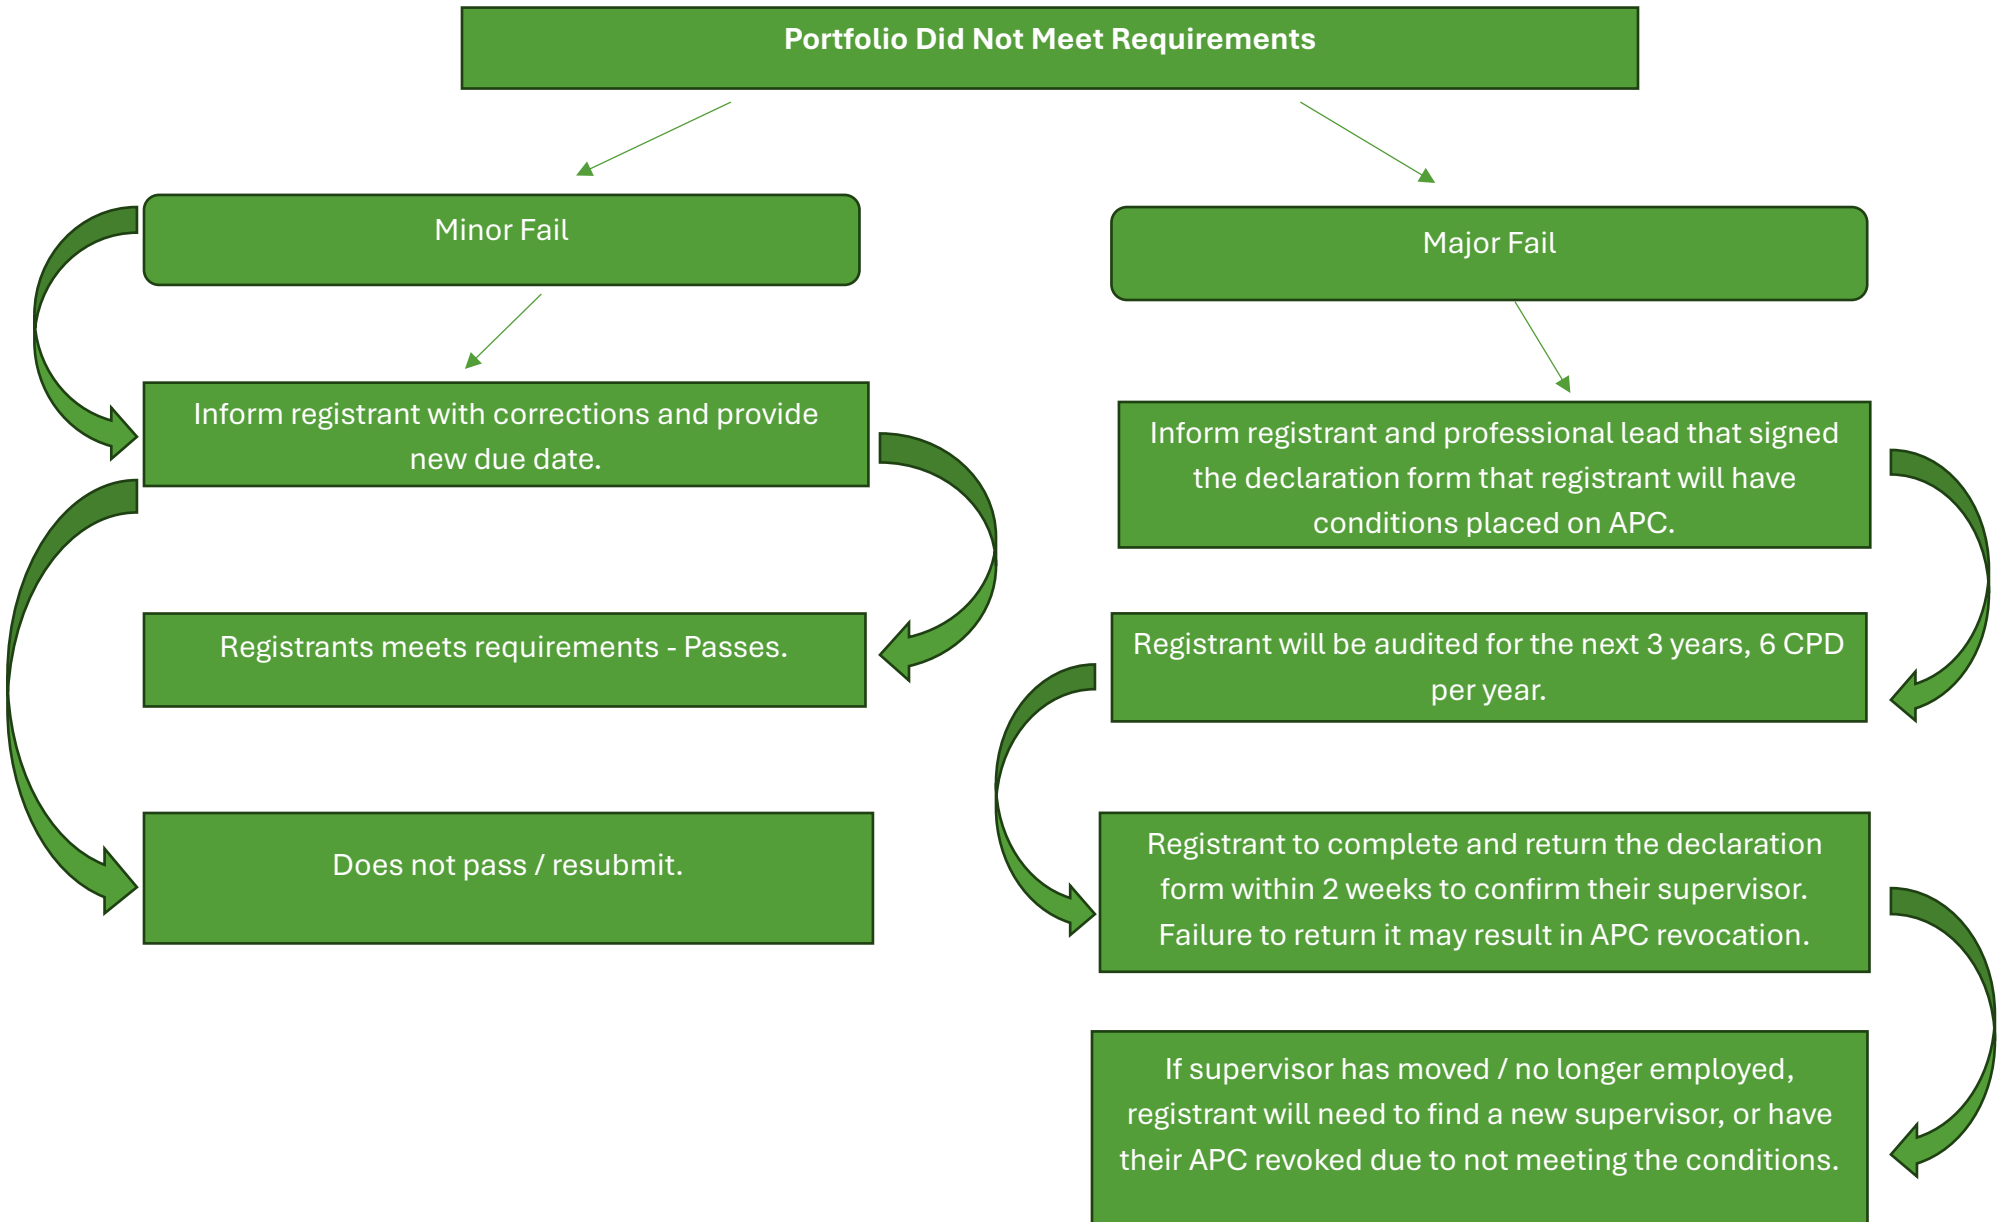 Portfolio Did Not Meet Requirements
Minor Fail
Major Fail
Inform registrant with corrections and provide
new due date.
Inform registrant and professional lead that signed
the declaration form that registrant will have
conditions placed on APC.
Registrants meets requirements - Passes.
Registrant will be audited for the next 3 years, 6 CPD
per year.
Does not pass / resubmit.
Registrant to complete and return the declaration
form within 2 weeks to confirm their supervisor.
Failure to return it may result in APC revocation.
If supervisor has moved / no longer employed,
registrant will need to find a new supervisor, or have
their APC revoked due to not meeting the conditions.